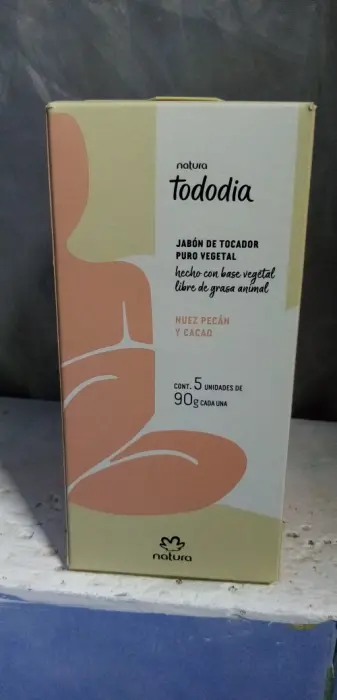 natura
tododia
JABÓN DE TOCADOR
PURO VEGETAL
hecho con base vegetal
libre de grasa animal
NUEZ PECÁN
Y CACAO
CONT. 5 UNIDADES DE
90g CADA UNA
natura